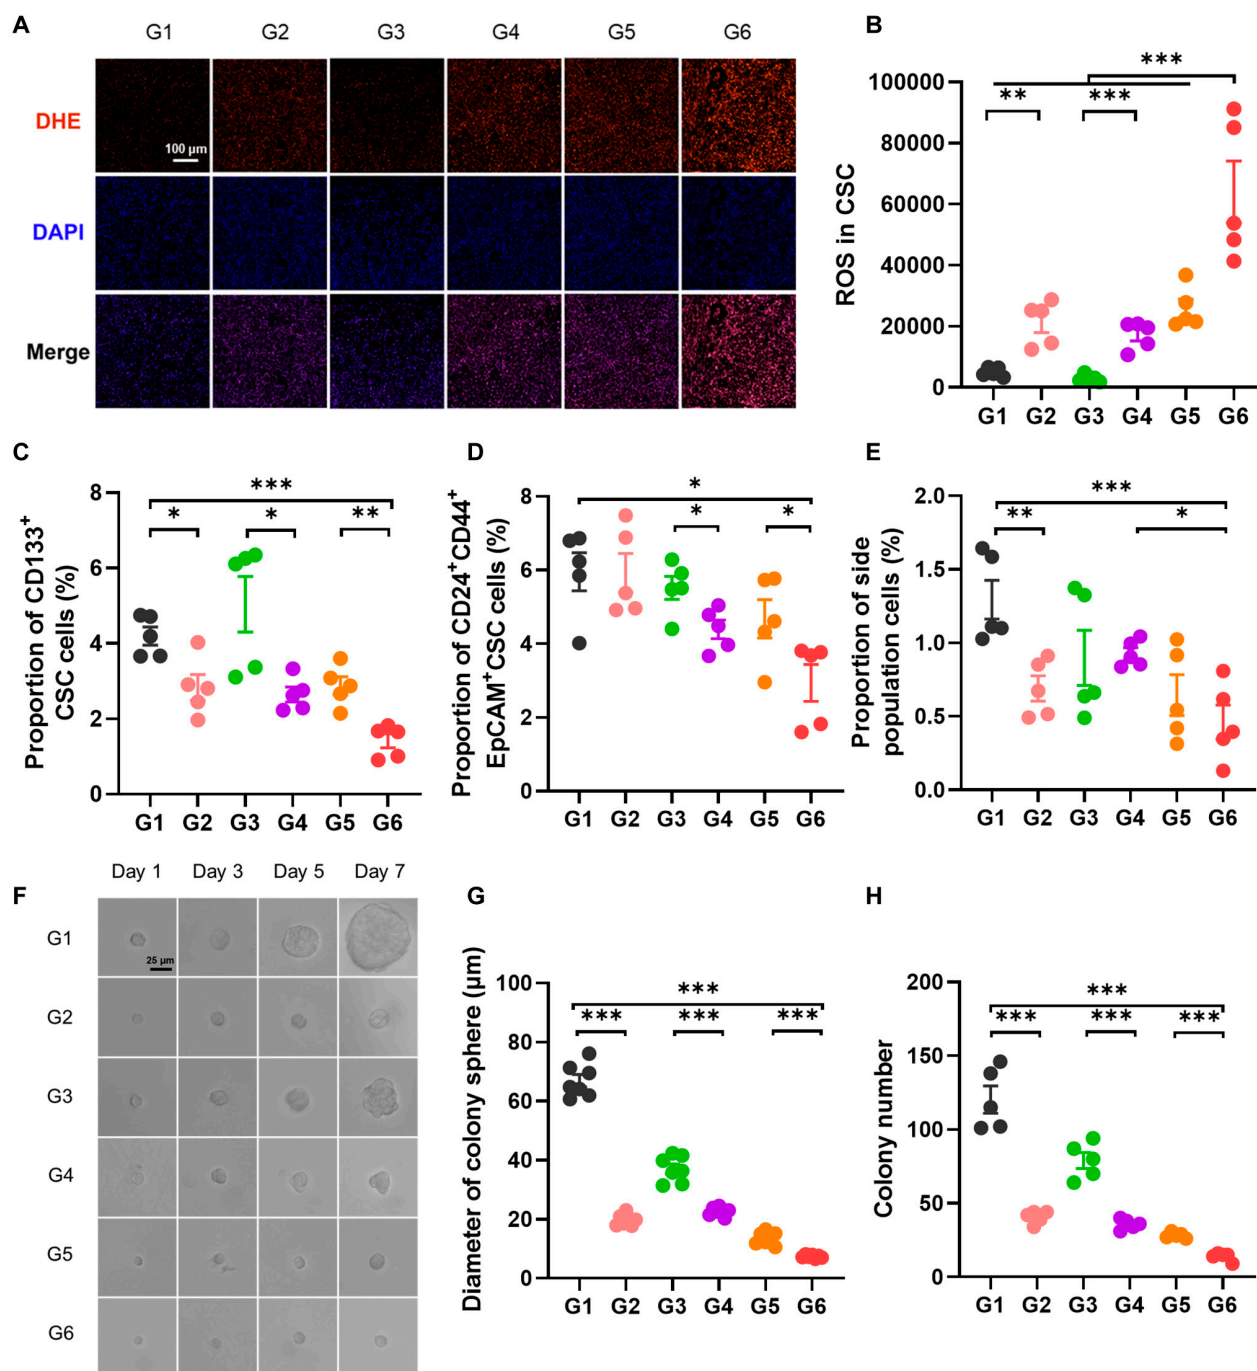 A
G1 G2 G3 G4 G5 G6
DHE
100 µm
DAPI
Merge
B
ROS in CSC
100000
80000
60000
40000
20000
0
** *** ***
G1 G2 G3 G4 G5 G6
C
Proportion of CD133+
CSC cells (%)
8
6
4
2
0
***
* * **
G1 G2 G3 G4 G5 G6
D
Proportion of CD24+CD44+
EpCAM+CSC cells (%)
8
6
4
2
0
*
* *
G1 G2 G3 G4 G5 G6
E
Proportion of side
population cells (%)
2.0
1.5
1.0
0.5
0.0
***
** *
G1 G2 G3 G4 G5 G6
F
Day 1 Day 3 Day 5 Day 7
G1
25 µm
G2
G3
G4
G5
G6
G
Diameter of colony sphere (µm)
100
80
60
40
20
0
***
*** *** ***
G1 G2 G3 G4 G5 G6
H
Colony number
200
150
100
50
0
***
*** *** ***
G1 G2 G3 G4 G5 G6